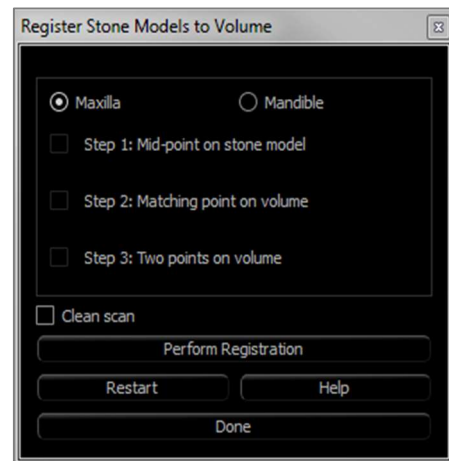 Register Stone Models to Volume
Maxilla Mandible
Step 1: Mid-point on stone model
Step 2: Matching point on volume
Step 3: Two points on volume
Clean scan
Perform Registration
Restart Help
Done